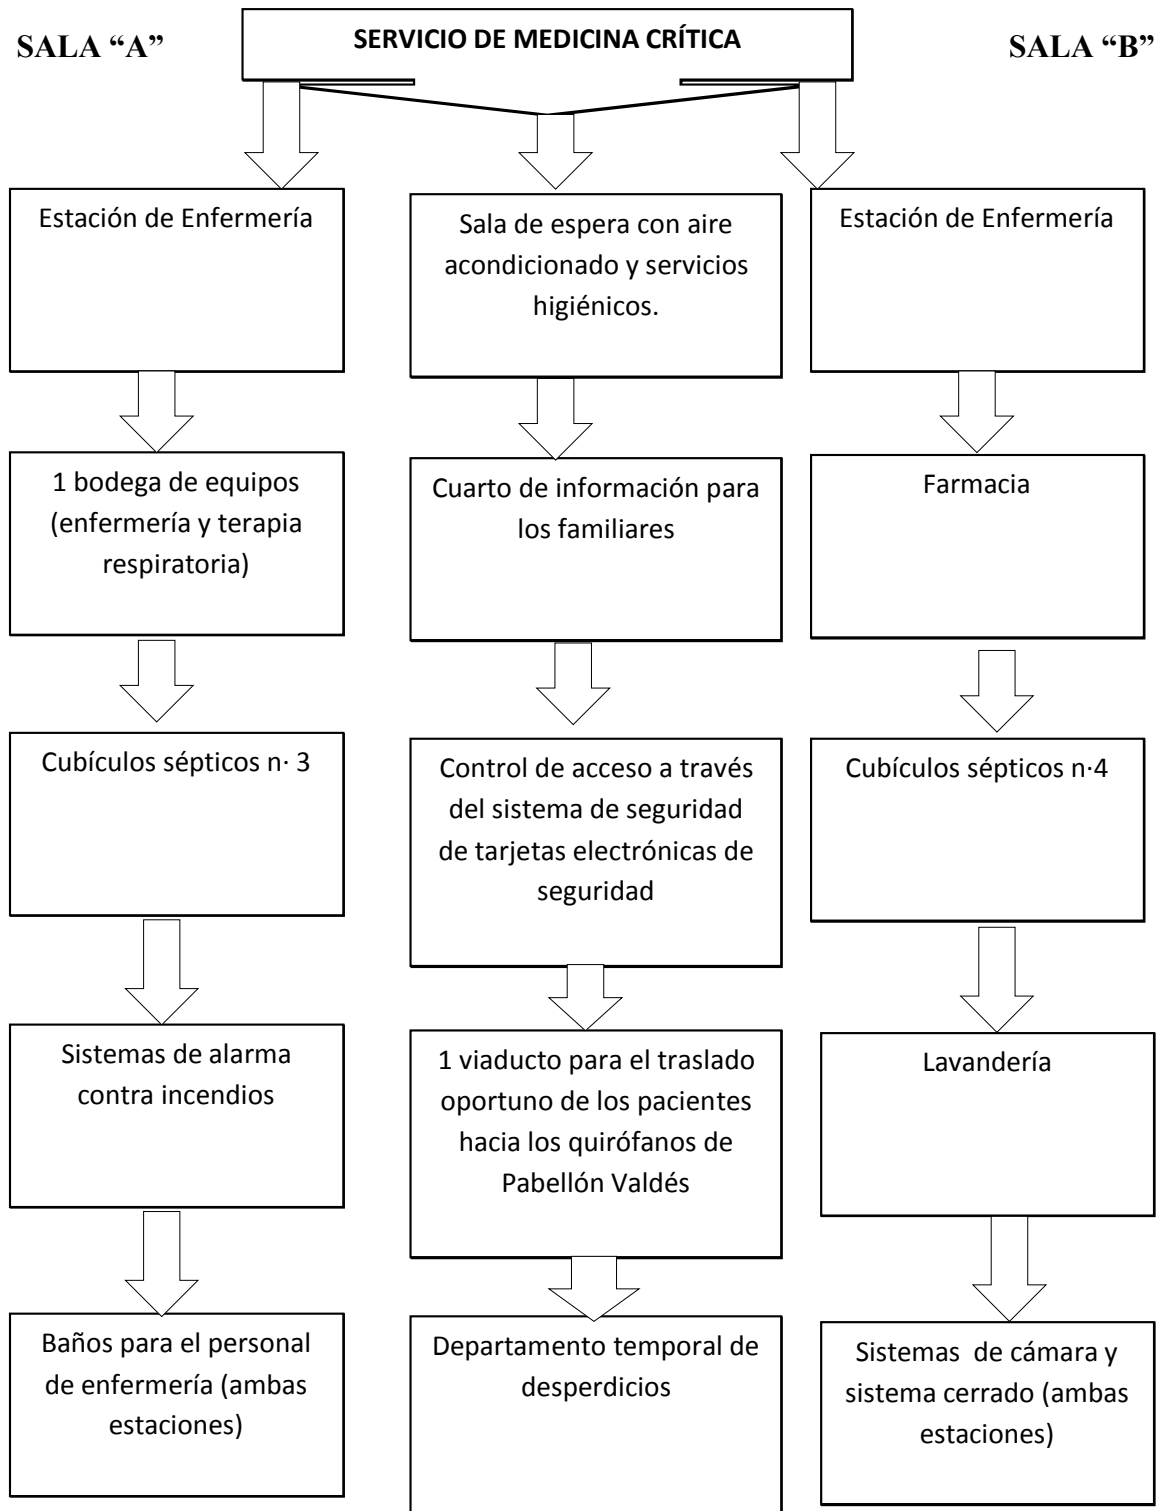 SALA “A”
SERVICIO DE MEDICINA CRÍTICA
SALA “B”
Estación de Enfermería
Sala de espera con aire
acondicionado y servicios
higiénicos.
Estación de Enfermería
1 bodega de equipos
(enfermería y terapia
respiratoria)
Cuarto de información para
los familiares
Farmacia
Cubículos sépticos n· 3
Control de acceso a través
del sistema de seguridad
de tarjetas electrónicas de
seguridad
Cubículos sépticos n·4
Sistemas de alarma
contra incendios
1 viaducto para el traslado
oportuno de los pacientes
hacia los quirófanos de
Pabellón Valdés
Lavandería
Baños para el personal
de enfermería (ambas
estaciones)
Departamento temporal de
desperdicios
Sistemas  de cámara y
sistema cerrado (ambas
estaciones)